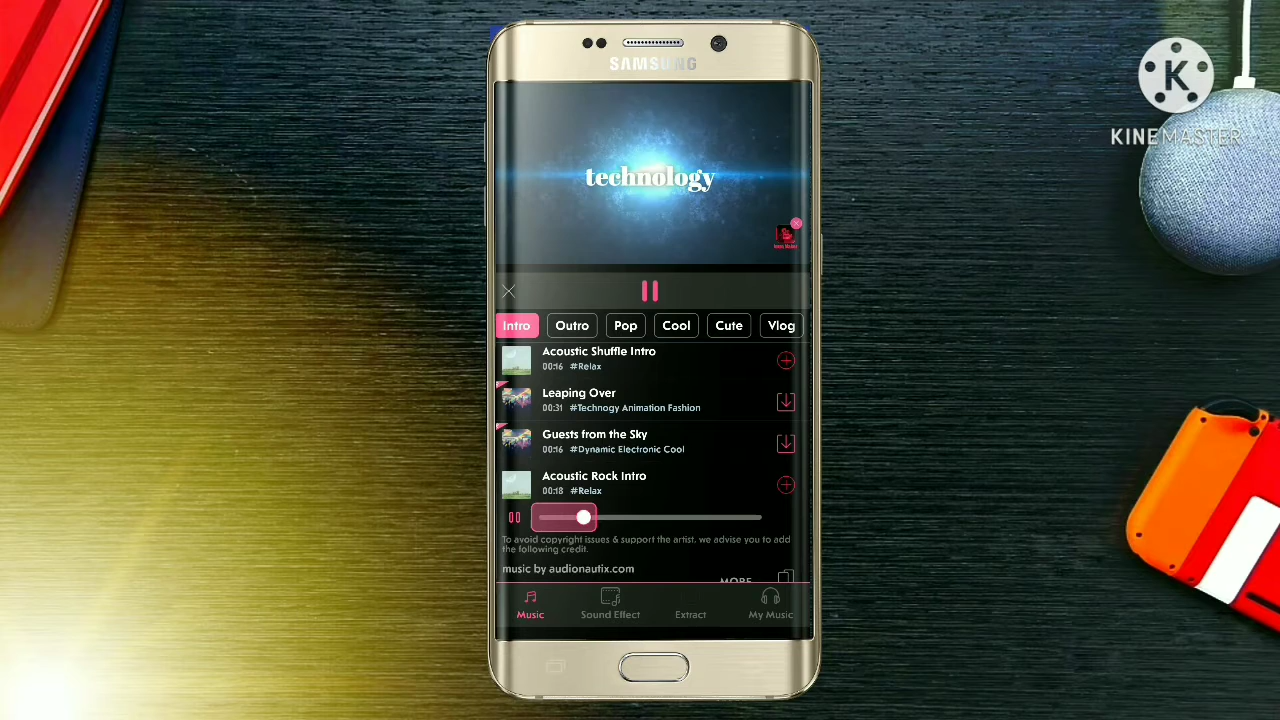 SAMSUNG
K
KINEMASTER
technology
Intro Outro Pop Cool Cute Vlog
Acoustic Shuffle Intro
00:16 #Relax
Leaping Over
00:31 #Technogy Animation Fashion
Guests from the Sky
00:16 #Dynamic Electronic Cool
Acoustic Rock Intro
00:18 #Relax
To avoid copyright issues & support the artist, we advise you to add
the following credit.
music by audionautix.com
MORE
Music Sound Effect Extract My Music